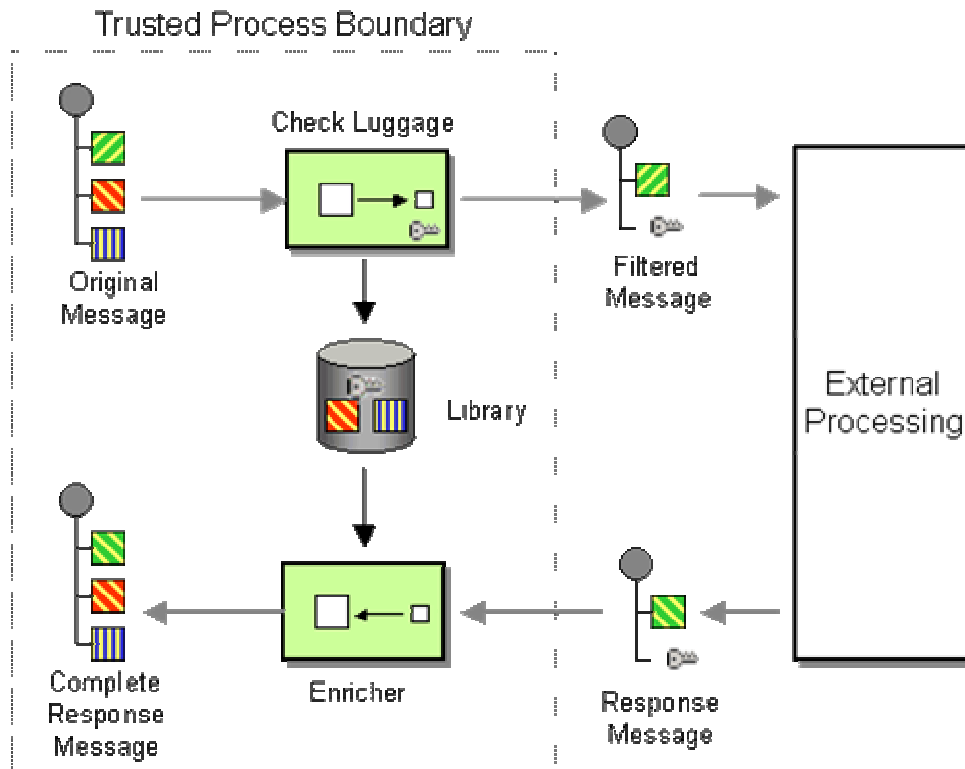 Trusted Process Boundary
Check Luggage
Original
Message
Filtered
Message
Library
External
Processing
Complete
Response
Message
Enricher
Response
Message